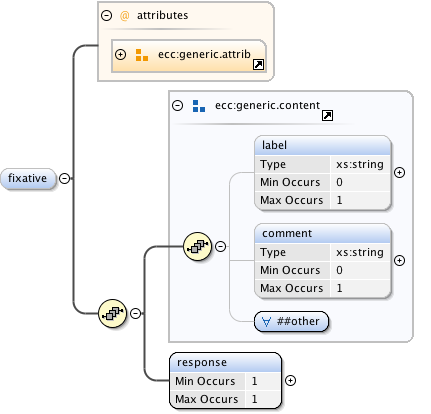 @ attributes
ecc:generic.attrib
ecc:generic.content
label
Type xs:string
Min Occurs 0
Max Occurs 1
fixative
comment
Type xs:string
Min Occurs 0
Max Occurs 1
∀ ##other
response
Min Occurs 1
Max Occurs 1